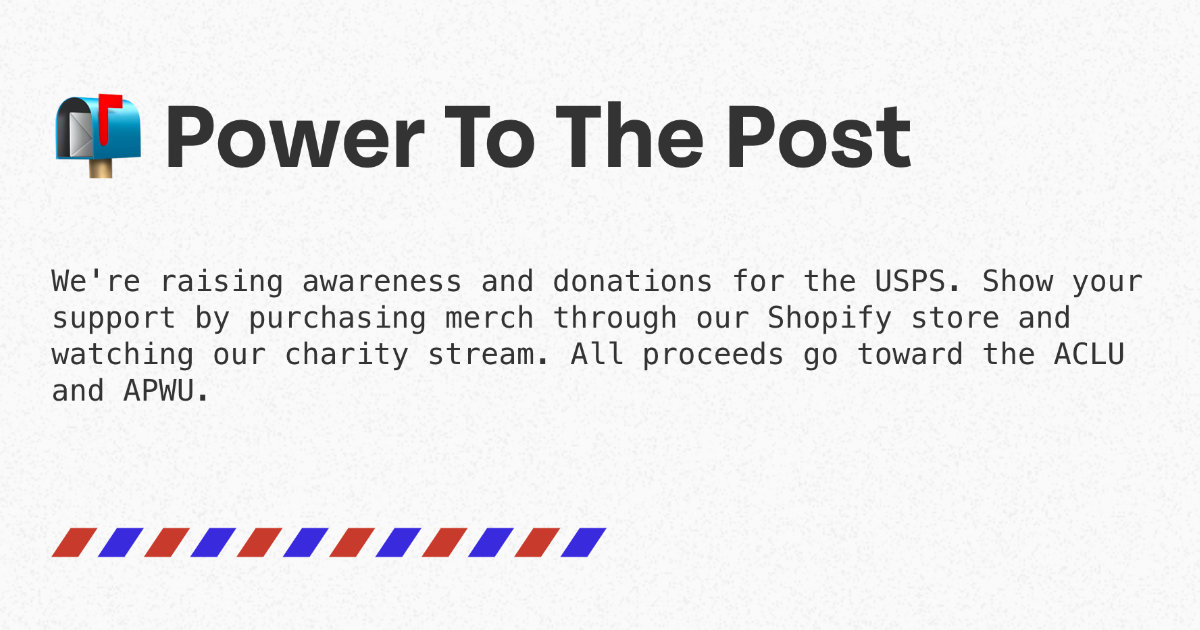 Power To The Post
We're raising awareness and donations for the USPS. Show your
support by purchasing merch through our Shopify store and
watching our charity stream. All proceeds go toward the ACLU
and APWU.